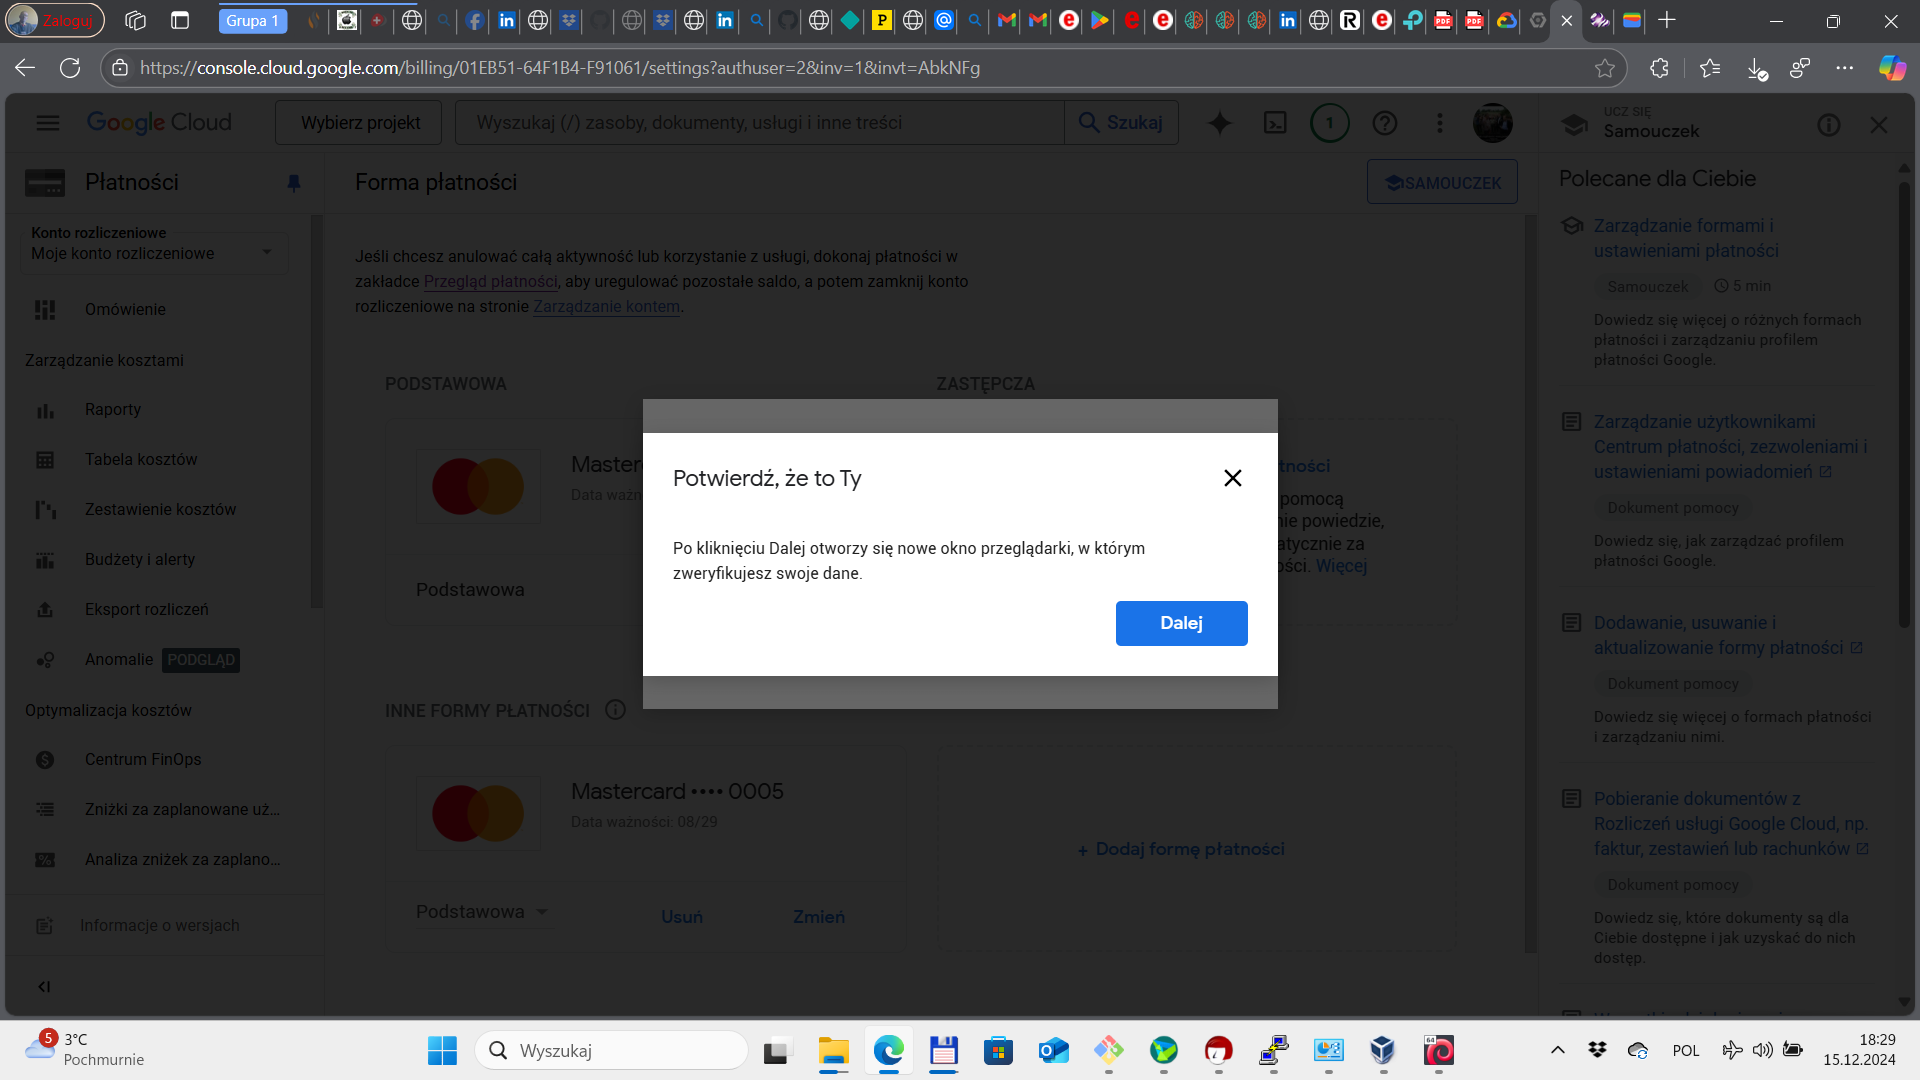 Zaloguj
Grupa 1
https://console.cloud.google.com/billing/01EB51-64F1B4-F91061/settings?authuser=2&inv=1&invt=AbkNFg
Google Cloud
Wybierz projekt
Wyszukaj (/) zasoby, dokumenty, usługi i inne treści
Szukaj
1
UCZ SIĘ
Samouczek
Płatności
Forma płatności
SAMOUCZEK
Polecane dla Ciebie
Konto rozliczeniowe
Moje konto rozliczeniowe
Omówienie
Zarządzanie kosztami
Raporty
Tabela kosztów
Zestawienie kosztów
Budżety i alerty
Eksport rozliczeń
Anomalie PODGLĄD
Optymalizacja kosztów
Centrum FinOps
Zniżki za zaplanowane uż...
Analiza zniżek za zaplano...
Informacje o wersjach
Jeśli chcesz anulować całą aktywność lub korzystanie z usługi, dokonaj płatności w
zakładce Przegląd płatności, aby uregulować pozostałe saldo, a potem zamknij konto
rozliczeniowe na stronie Zarządzanie kontem.
PODSTAWOWA
ZASTĘPCZA
Master
Data ważn
Podstawowa
tności
pomocą
nie powiedzie,
atycznie za
ości. Więcej
Potwierdź, że to Ty
Po kliknięciu Dalej otworzy się nowe okno przeglądarki, w którym
zweryfikujesz swoje dane.
Dalej
INNE FORMY PŁATNOŚCI
Mastercard •••• 0005
Data ważności: 08/29
Podstawowa
Usuń
Zmień
+ Dodaj formę płatności
Zarządzanie formami i
ustawieniami płatności
Samouczek
5 min
Dowiedz się więcej o różnych formach
płatności i zarządzaniu profilem
płatności Google.
Zarządzanie użytkownikami
Centrum płatności, zezwoleniami i
ustawieniami powiadomień
Dokument pomocy
Dowiedz się, jak zarządzać profilem
płatności Google.
Dodawanie, usuwanie i
aktualizowanie formy płatności
Dokument pomocy
Dowiedz się więcej o formach płatności
i zarządzaniu nimi.
Pobieranie dokumentów z
Rozliczeń usługi Google Cloud, np.
faktur, zestawień lub rachunków
Dokument pomocy
Dowiedz się, które dokumenty są dla
Ciebie dostępne i jak uzyskać do nich
dostęp.
5
3°C
Pochmurnie
Wyszukaj
POL
18:29
15.12.2024